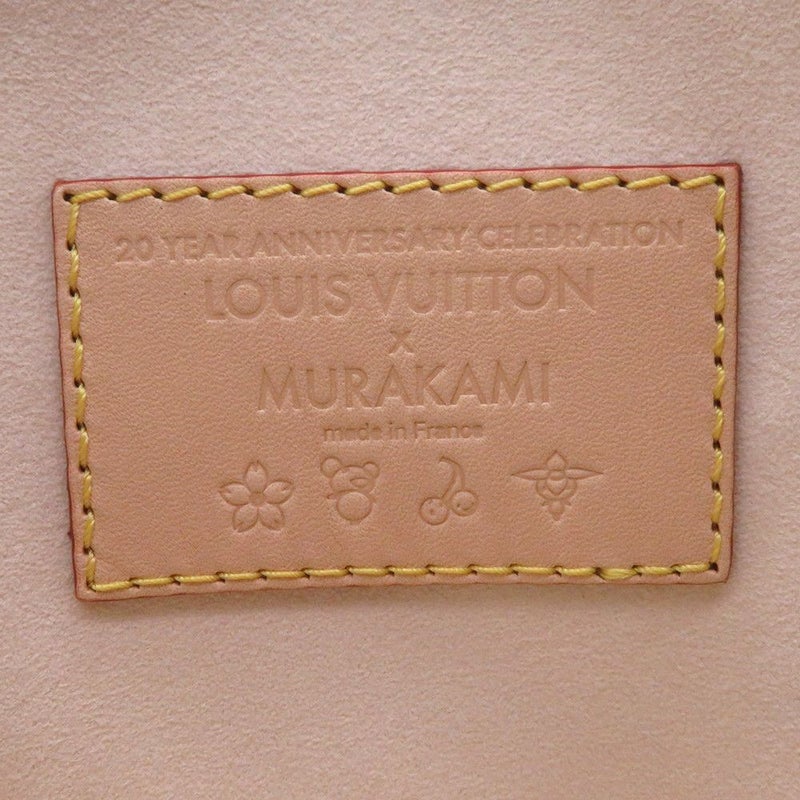 20 YEAR ANNIVERSARY CELEBRATION
LOUIS VUITTON
x
MURAKAMI
made in France